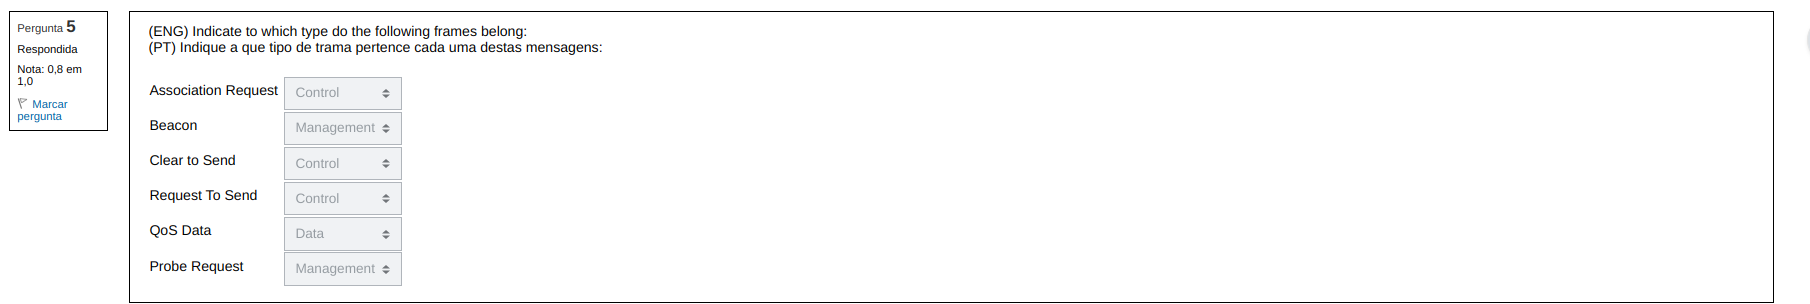 Pergunta 5
Respondida
Nota: 0,8 em
1,0
Marcar
pergunta
(ENG) Indicate to which type do the following frames belong:
(PT) Indique a que tipo de trama pertence cada uma destas mensagens:
Association Request Control
Beacon Management
Clear to Send Control
Request To Send Control
QoS Data Data
Probe Request Management